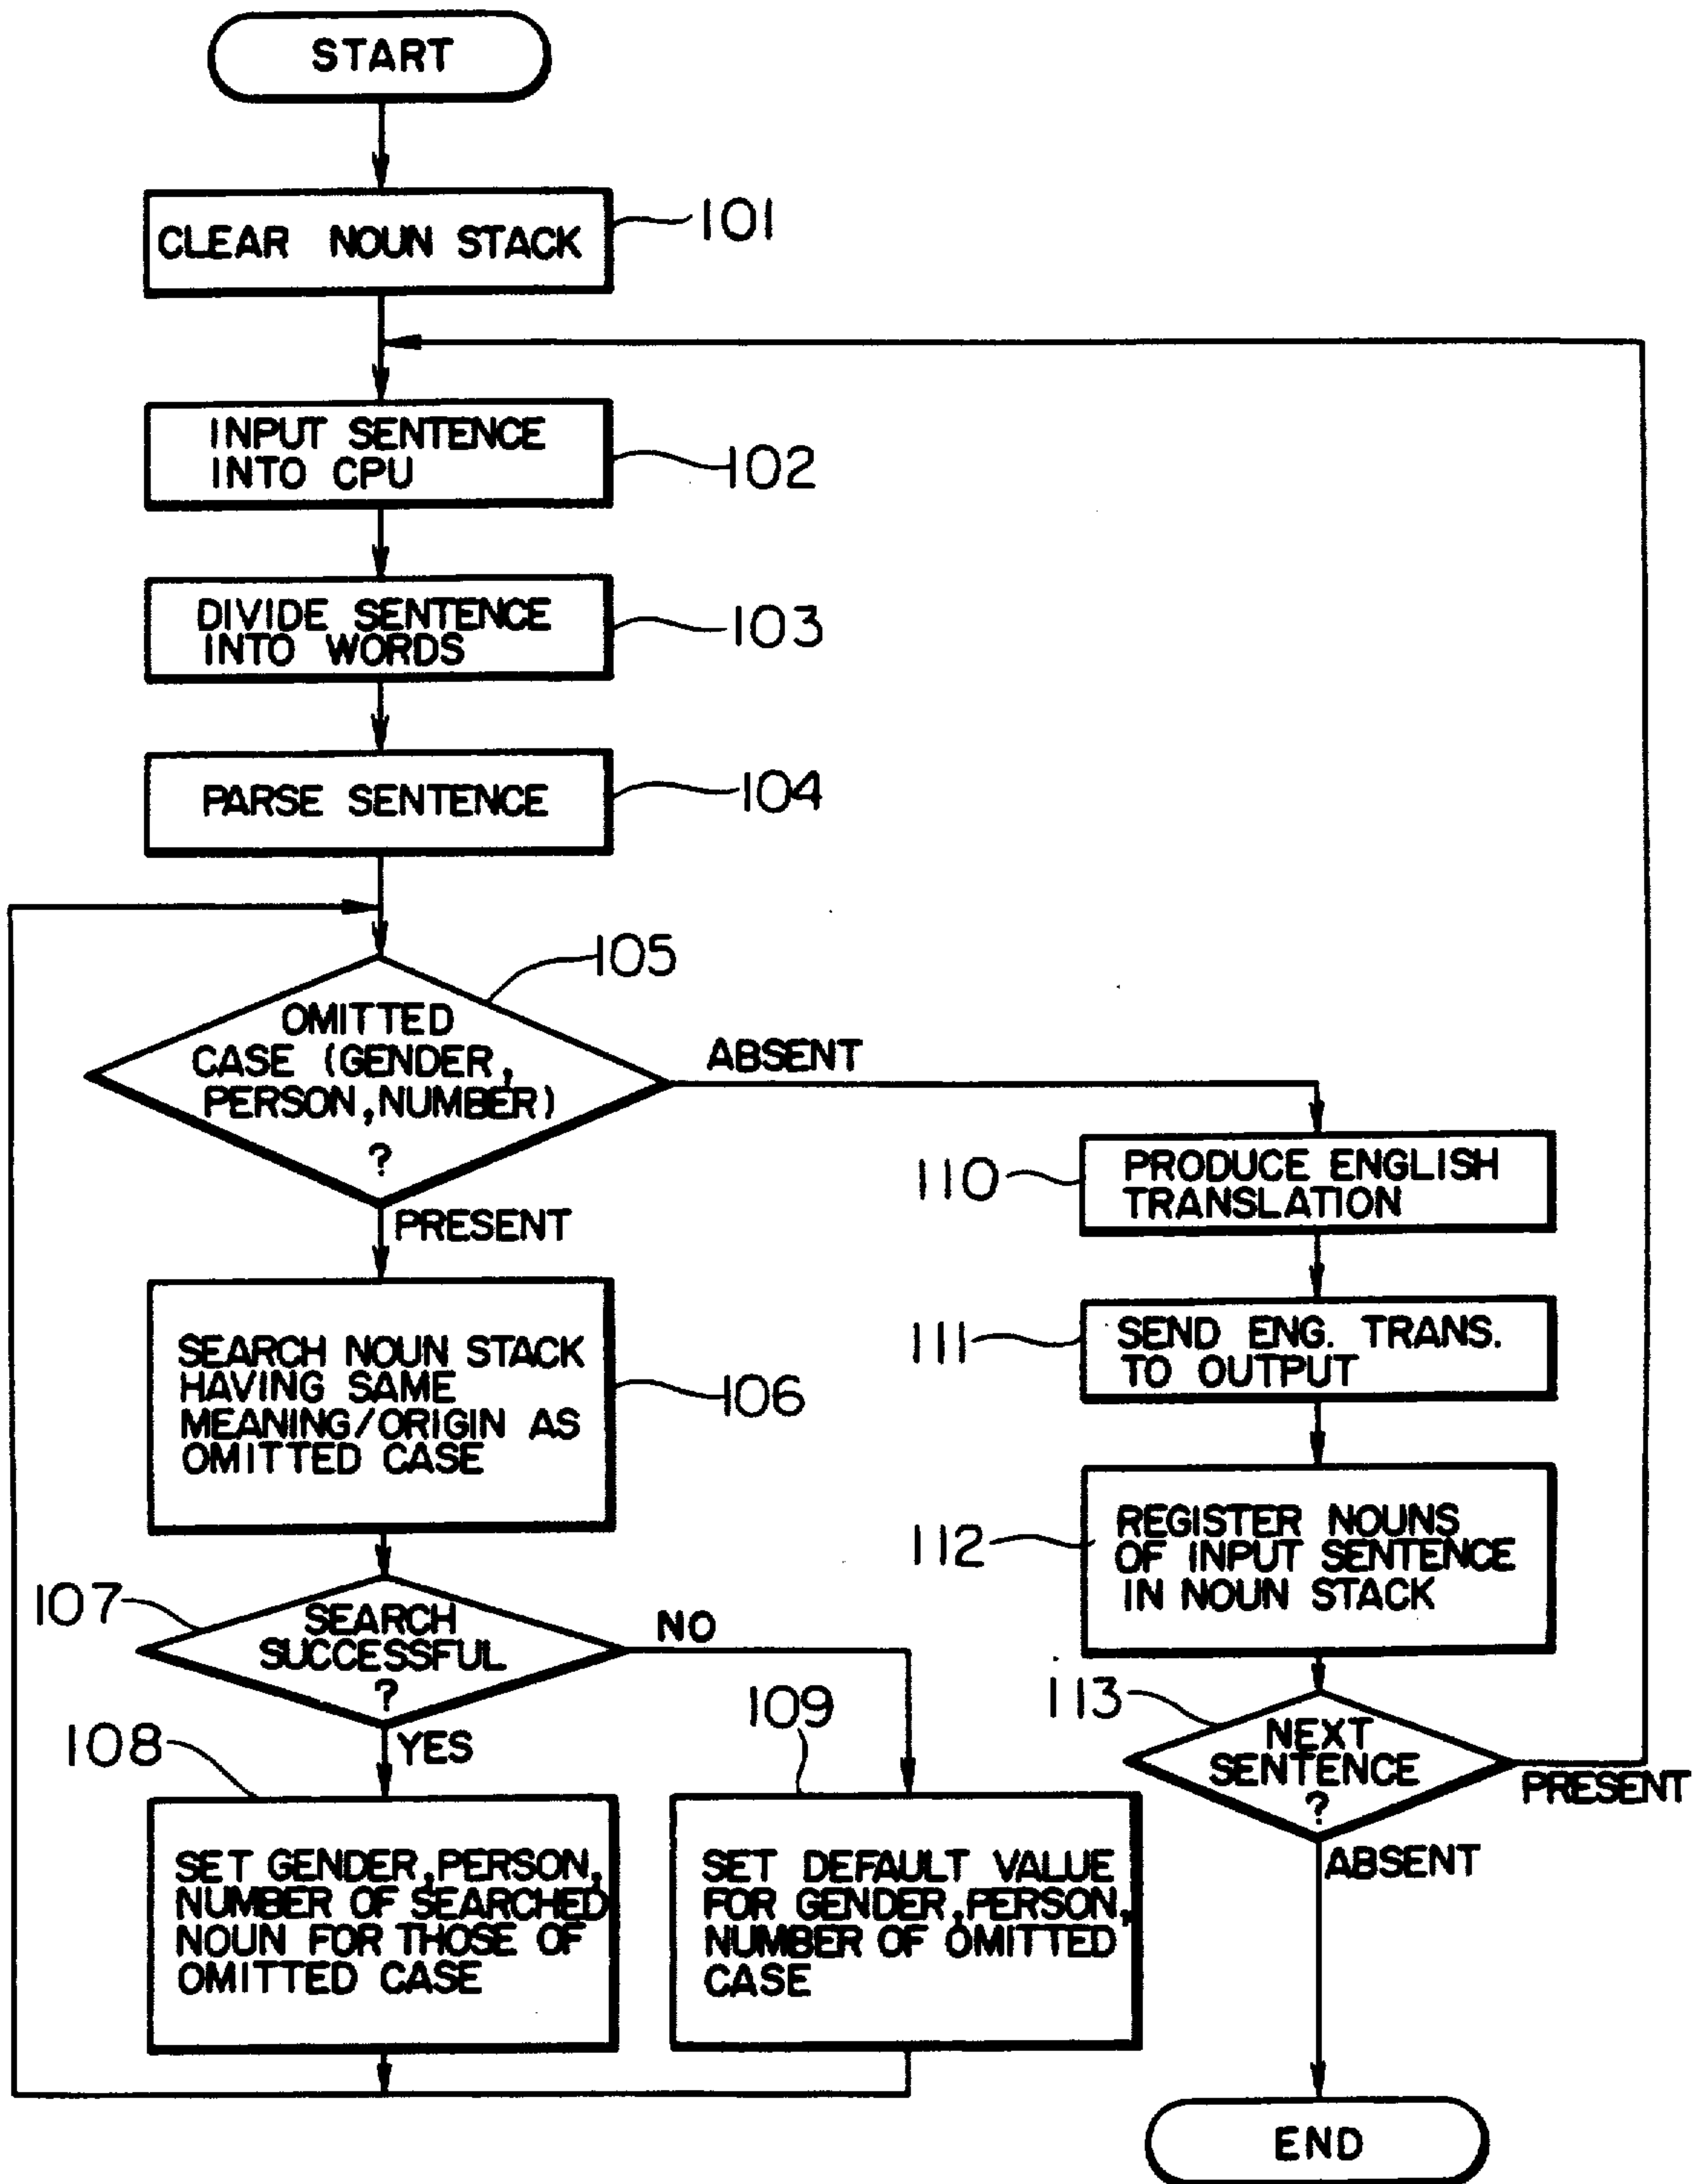 START
CLEAR NOUN STACK
101
INPUT SENTENCE
INTO CPU
102
DIVIDE SENTENCE
INTO WORDS
103
PARSE SENTENCE
104
105
OMITTED
CASE (GENDER,
PERSON, NUMBER)
?
ABSENT
PRESENT
SEARCH NOUN STACK
HAVING SAME
MEANING/ORIGIN AS
OMITTED CASE
106
107
SEARCH
SUCCESSFUL
?
NO
YES
108
SET GENDER, PERSON,
NUMBER OF SEARCHED
NOUN FOR THOSE OF
OMITTED CASE
109
SET DEFAULT VALUE
FOR GENDER, PERSON,
NUMBER OF OMITTED
CASE
110
PRODUCE ENGLISH
TRANSLATION
111
SEND ENG. TRANS.
TO OUTPUT
112
REGISTER NOUNS
OF INPUT SENTENCE
IN NOUN STACK
113
NEXT
SENTENCE
?
PRESENT
ABSENT
END